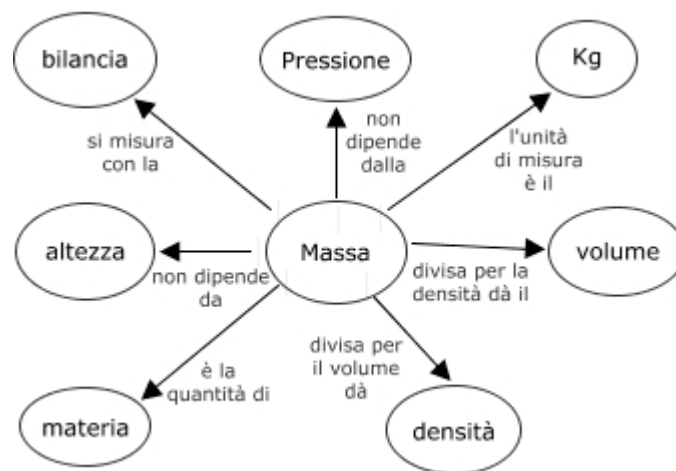 bilancia
Pressione
Kg
si misura
con la
non
dipende
dalla
l'unità
di misura
è il
altezza
Massa
volume
non dipende
da
divisa per la
densità dà il
è la
quantità di
divisa per
il volume
dà
materia
densità